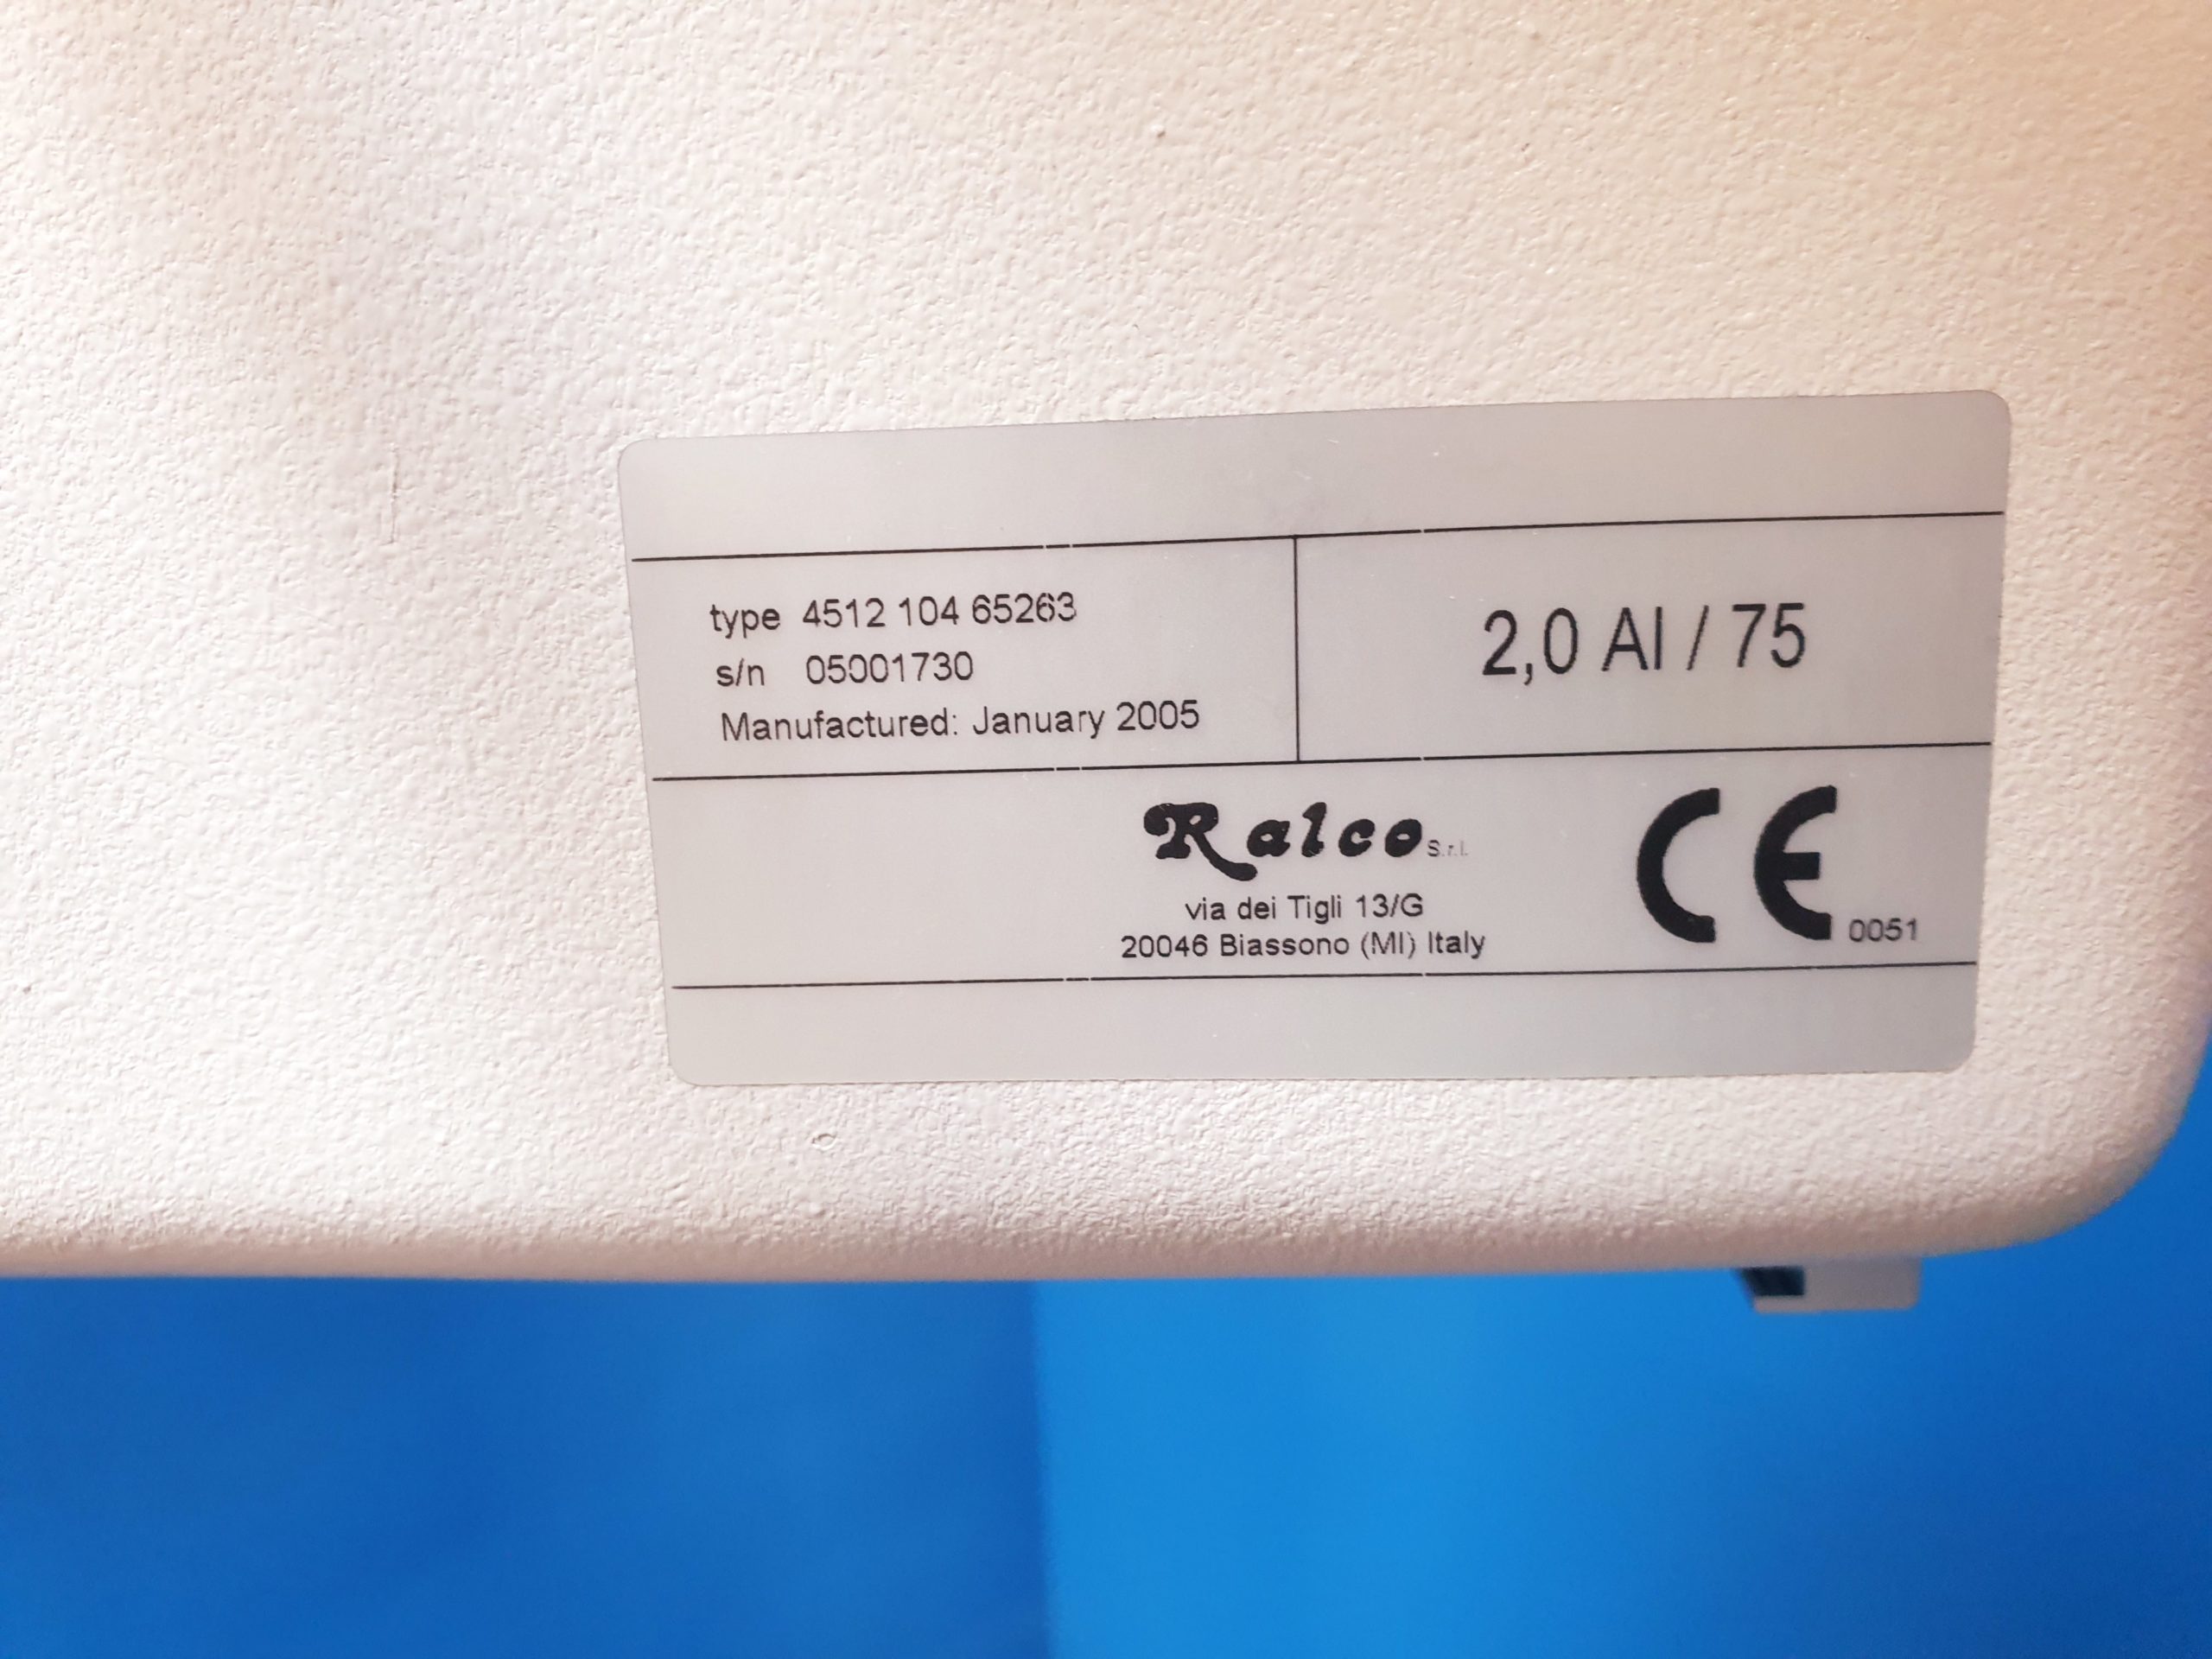 type 4512 104 65263
s/n 05001730
Manufactured: January 2005
2,0 Al / 75
Ralco S.r.l.
via dei Tigli 13/G
20046 Biassono (MI) Italy
CE 0051